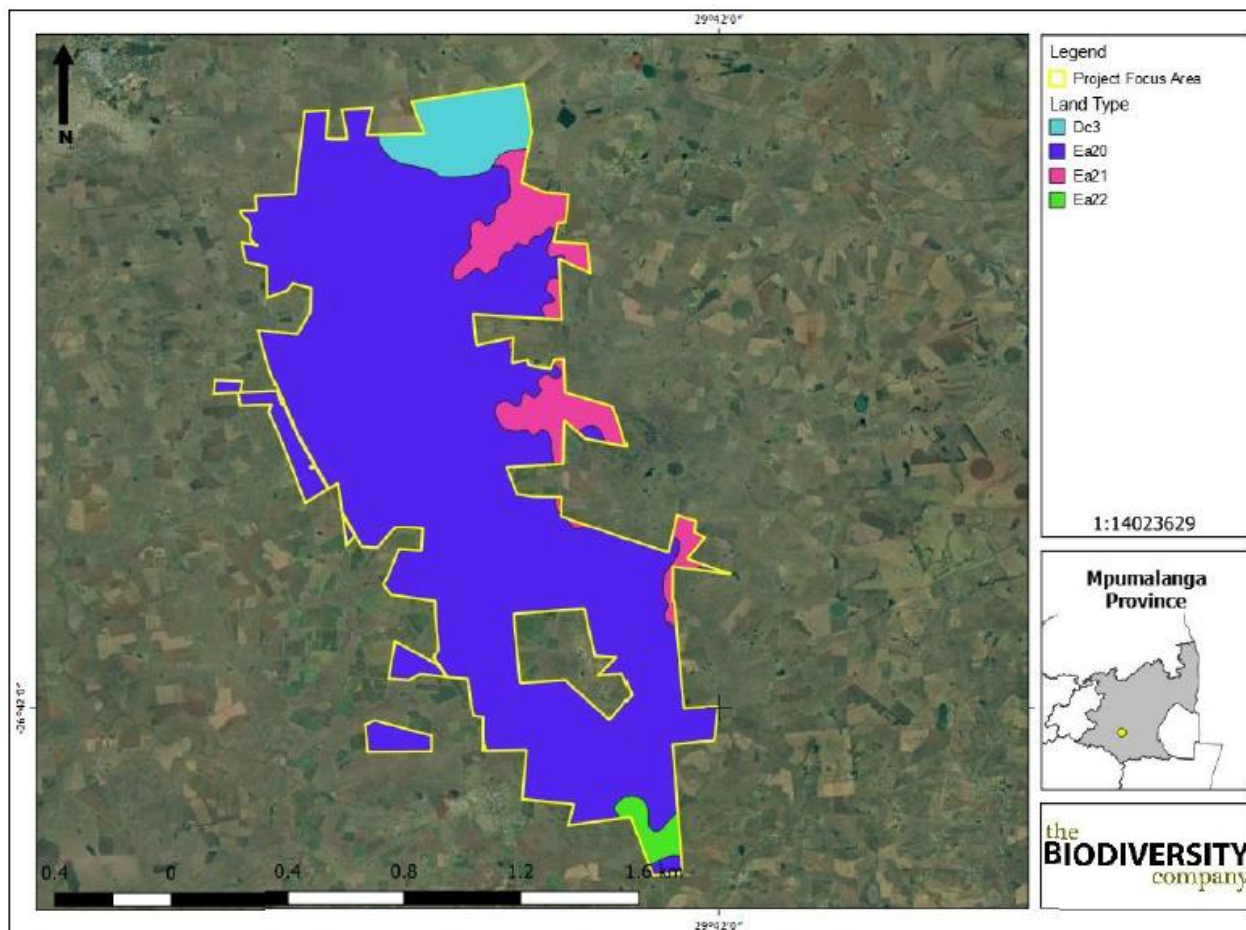 29°42'0"
N
-26°42'0"
0.4 0 0.4 0.8 1.2 1.6 km
29°42'0"
Legend
Project Focus Area
Land Type
Dc3
Ea20
Ea21
Ea22
1:14023629
Mpumalanga
Province
the
BIODIVERSITY
company